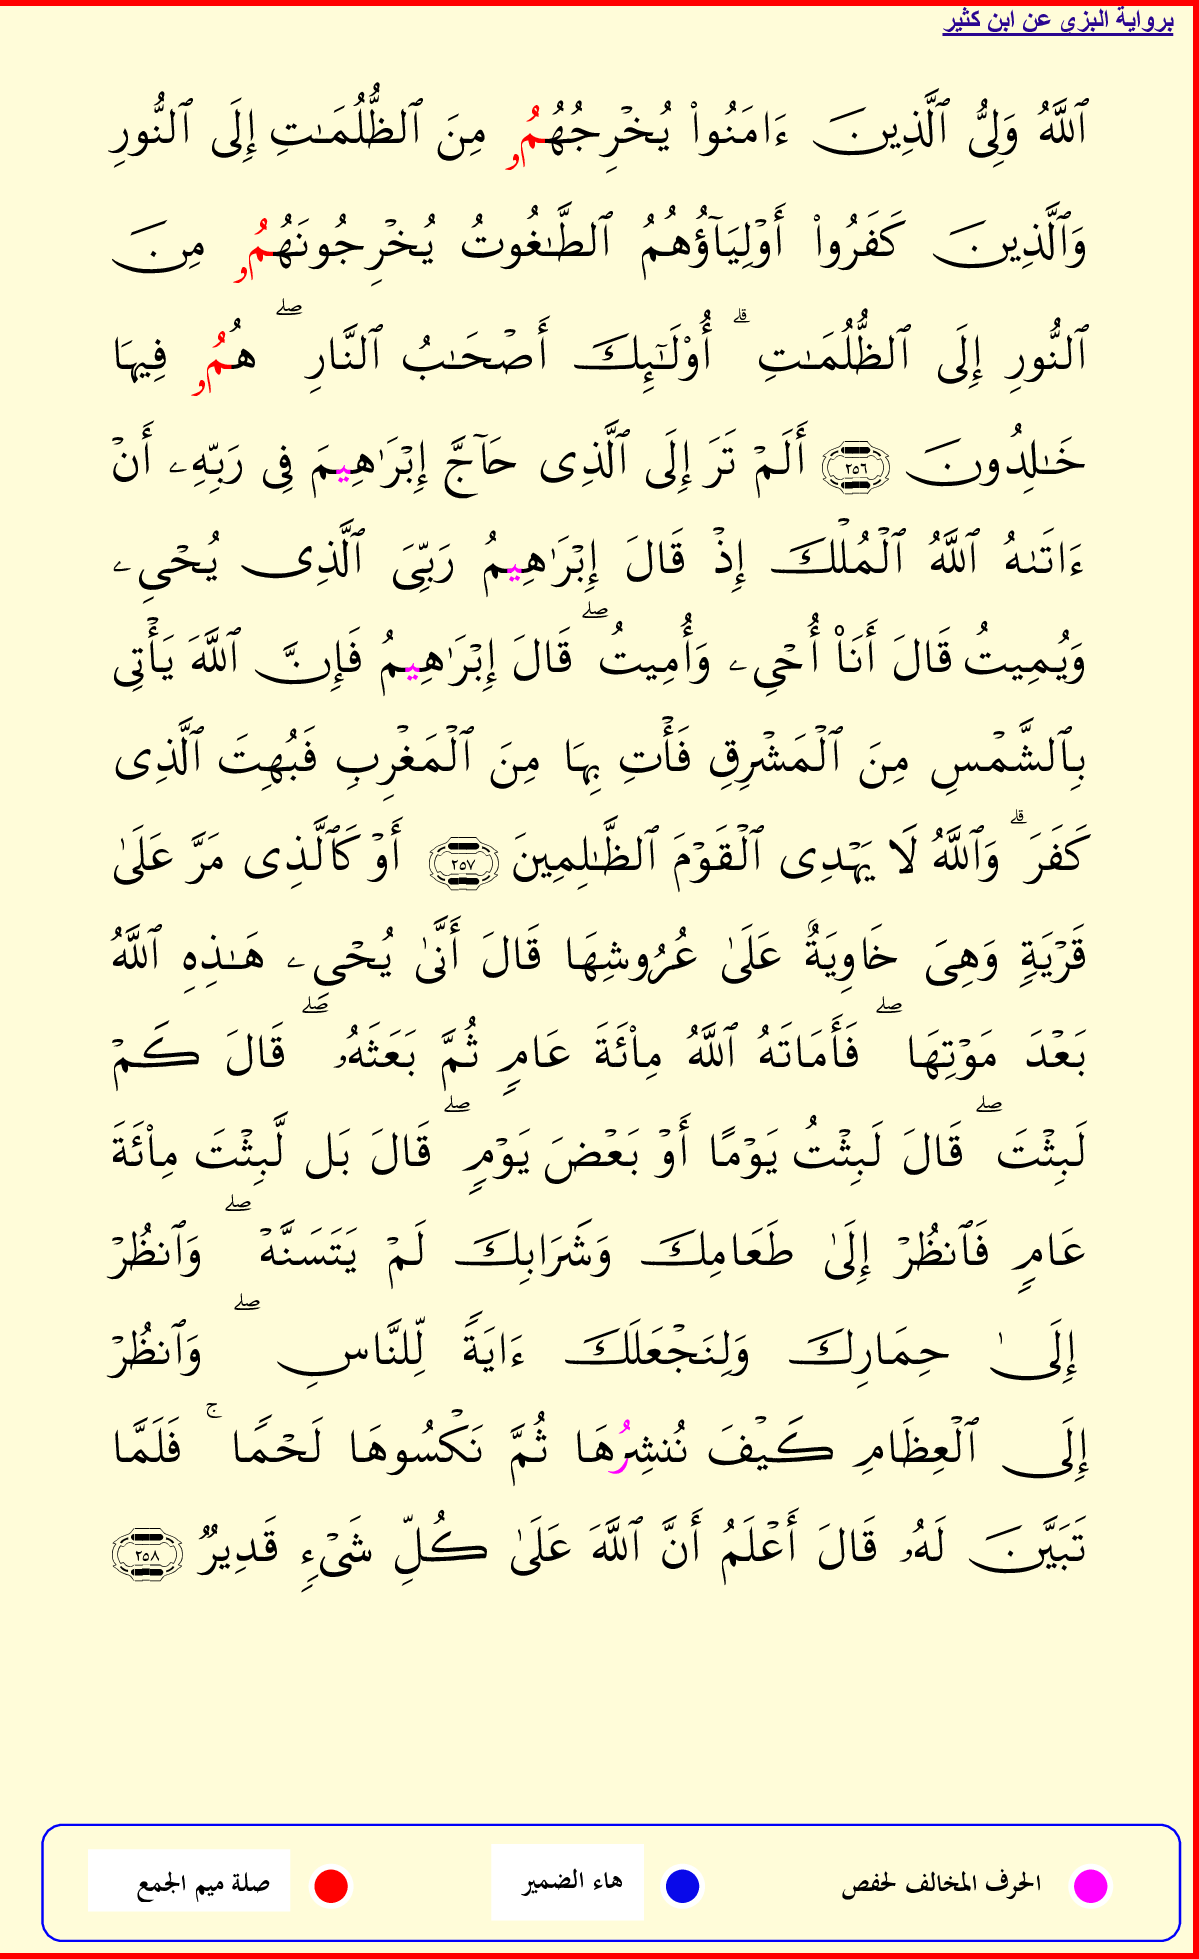 برواية البزي عن ابن كثير
ٱللَّهُ وَلِىُّ ٱلَّذِينَ ءَامَنُوا۟ يُخْرِجُهُمُۥ مِنَ ٱلظُّلُمَـٰتِ إِلَى ٱلنُّورِ
وَٱلَّذِينَ كَفَرُوا۟ أَوْلِيَآؤُهُمُ ٱلطَّـٰغُوتُ يُخْرِجُونَهُمُۥ مِنَ
ٱلنُّورِ إِلَى ٱلظُّلُمَـٰتِ ۗ أُو۟لَـٰٓئِكَ أَصْحَـٰبُ ٱلنَّارِ ۖ هُمُۥ فِيهَا
خَـٰلِدُونَ ٢٥٦ أَلَمْ تَرَ إِلَى ٱلَّذِى حَآجَّ إِبْرَٰهِيمَ فِى رَبِّهِۦ أَنْ
ءَاتَىٰهُ ٱللَّهُ ٱلْمُلْكَ إِذْ قَالَ إِبْرَٰهِيمُ رَبِّىَ ٱلَّذِى يُحْىِۦ
وَيُمِيتُ قَالَ أَنَا۠ أُحْىِۦ وَأُمِيتُ ۖ قَالَ إِبْرَٰهِيمُ فَإِنَّ ٱللَّهَ يَأْتِى
بِٱلشَّمْسِ مِنَ ٱلْمَشْرِقِ فَأْتِ بِهَا مِنَ ٱلْمَغْرِبِ فَبُهِتَ ٱلَّذِى
كَفَرَ ۗ وَٱللَّهُ لَا يَهْدِى ٱلْقَوْمَ ٱلظَّـٰلِمِينَ ٢٥٧ أَوْ كَٱلَّذِى مَرَّ عَلَىٰ
قَرْيَةٍ وَهِىَ خَاوِيَةٌ عَلَىٰ عُرُوشِهَا قَالَ أَنَّىٰ يُحْىِۦ هَـٰذِهِ ٱللَّهُ
بَعْدَ مَوْتِهَا ۖ فَأَمَاتَهُ ٱللَّهُ مِا۟ئَةَ عَامٍ ثُمَّ بَعَثَهُۥ ۖ قَالَ كَمْ
لَبِثْتَ ۖ قَالَ لَبِثْتُ يَوْمًا أَوْ بَعْضَ يَوْمٍ ۖ قَالَ بَل لَّبِثْتَ مِا۟ئَةَ
عَامٍ فَٱنظُرْ إِلَىٰ طَعَامِكَ وَشَرَابِكَ لَمْ يَتَسَنَّهْ ۖ وَٱنظُرْ
إِلَىٰ حِمَارِكَ وَلِنَجْعَلَكَ ءَايَةً لِّلنَّاسِ ۖ وَٱنظُرْ
إِلَى ٱلْعِظَامِ كَيْفَ نُنشِرُهَا ثُمَّ نَكْسُوهَا لَحْمًا ۚ فَلَمَّا
تَبَيَّنَ لَهُۥ قَالَ أَعْلَمُ أَنَّ ٱللَّهَ عَلَىٰ كُلِّ شَىْءٍ قَدِيرٌ ٢٥٨
الحرف المخالف لحفص هاء الضمير صلة ميم الجمع